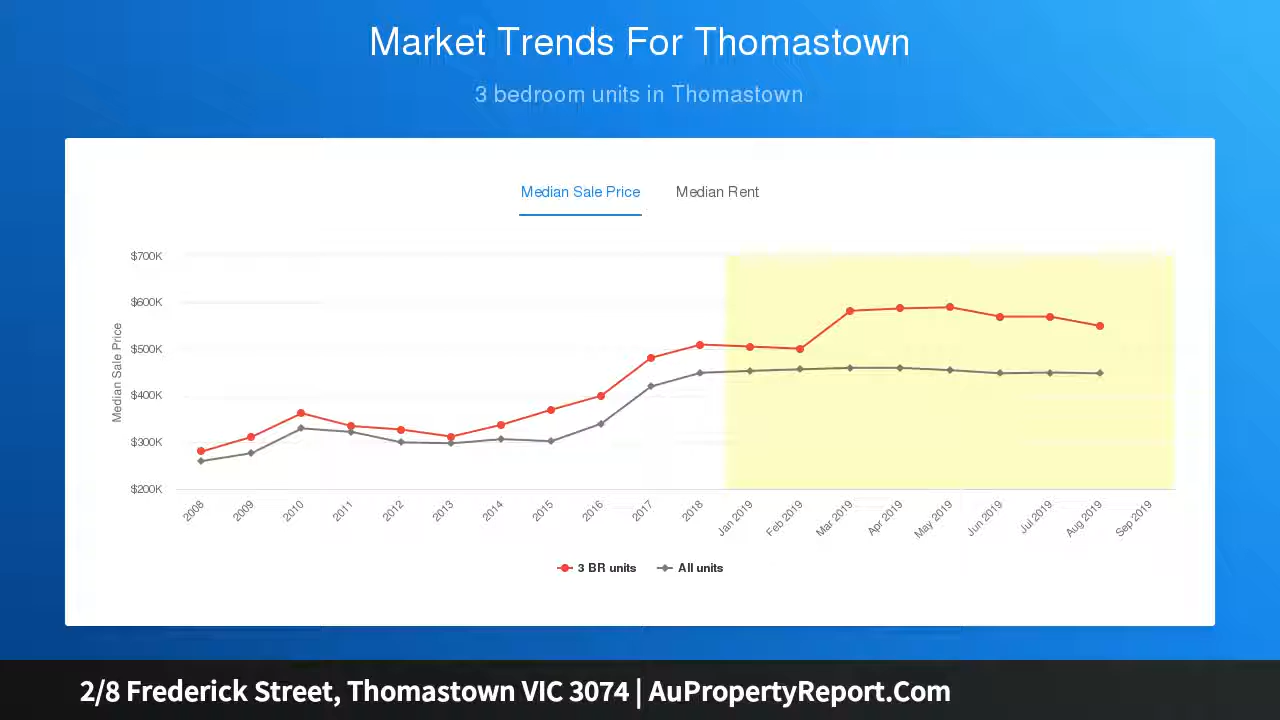 Market Trends For Thomastown
3 bedroom units in Thomastown
Median Sale Price Median Rent
$700K
$600K
$500K
$400K
$300K
$200K
Median Sale Price
2008 2009 2010 2011 2012 2013 2014 2015 2016 2017 2018 Jan 2019 Feb 2019 Mar 2019 Apr 2019 May 2019 Jun 2019 Jul 2019 Aug 2019 Sep 2019
3 BR units All units
2/8 Frederick Street, Thomastown VIC 3074 | AuPropertyReport.Com